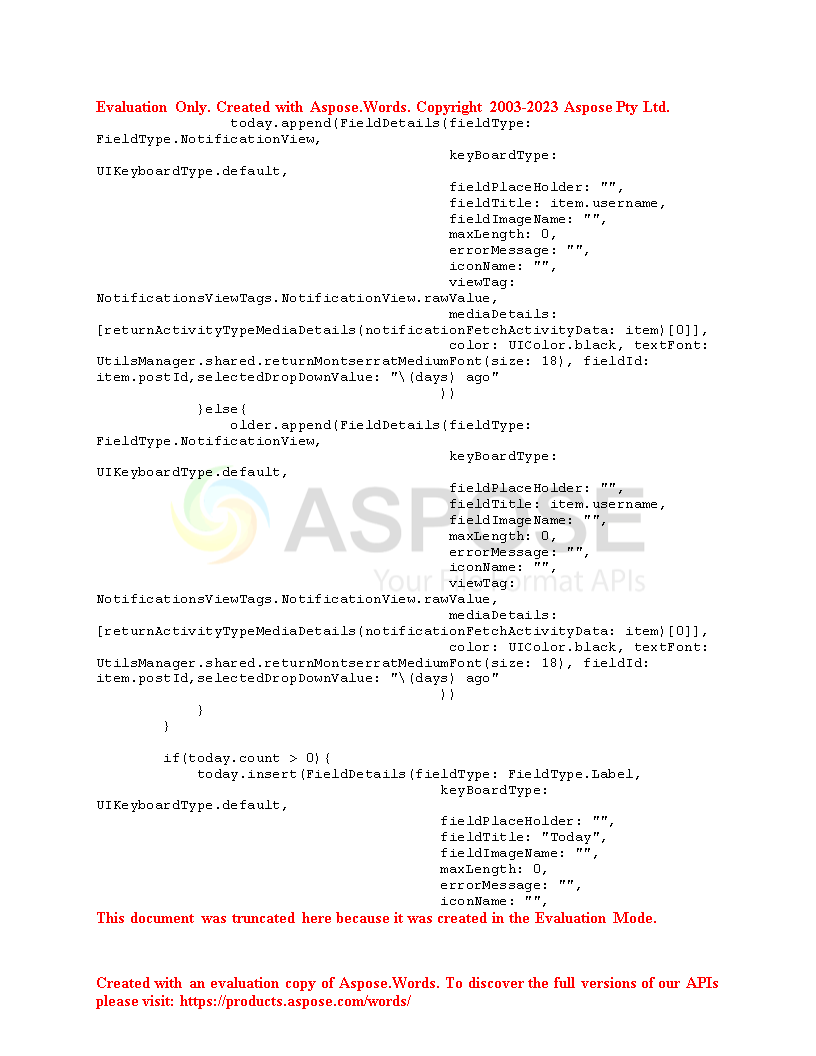 Evaluation Only. Created with Aspose.Words. Copyright 2003-2023 Aspose Pty Ltd.
today.append(FieldDetails(fieldType:
FieldType.NotificationView,
keyBoardType:
UIKeyboardType.default,
fieldPlaceHolder: "",
fieldTitle: item.username,
fieldImageName: "",
maxLength: 0,
errorMessage: "",
iconName: "",
viewTag:
NotificationsViewTags.NotificationView.rawValue,
mediaDetails:
[returnActivityTypeMediaDetails(notificationFetchActivityData: item)[0]],
color: UIColor.black, textFont:
UtilsManager.shared.returnMontserratMediumFont(size: 18), fieldId:
item.postId,selectedDropDownValue: "\(days) ago"
))
}else{
older.append(FieldDetails(fieldType:
FieldType.NotificationView,
keyBoardType:
UIKeyboardType.default,
fieldPlaceHolder: "",
fieldTitle: item.username,
fieldImageName: "",
maxLength: 0,
errorMessage: "",
iconName: "",
viewTag:
NotificationsViewTags.NotificationView.rawValue,
mediaDetails:
[returnActivityTypeMediaDetails(notificationFetchActivityData: item)[0]],
color: UIColor.black, textFont:
UtilsManager.shared.returnMontserratMediumFont(size: 18), fieldId:
item.postId,selectedDropDownValue: "\(days) ago"
))
}
}
if(today.count > 0){
today.insert(FieldDetails(fieldType: FieldType.Label,
keyBoardType:
UIKeyboardType.default,
fieldPlaceHolder: "",
fieldTitle: "Today",
fieldImageName: "",
maxLength: 0,
errorMessage: "",
iconName: "",
This document was truncated here because it was created in the Evaluation Mode.
Created with an evaluation copy of Aspose.Words. To discover the full versions of our APIs
please visit: https://products.aspose.com/words/
ASPOSE
Your File Format APIs